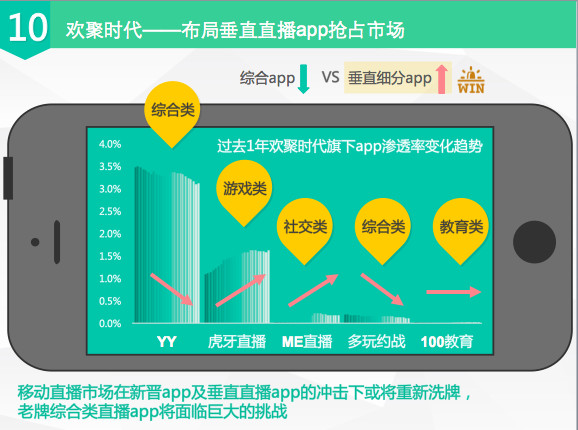 10 欢聚时代——布局垂直直播app抢占市场
综合app VS 垂直细分app WIN
综合类
过去1年欢聚时代旗下app渗透率变化趋势
游戏类
社交类 综合类 教育类
4.0%
3.5%
3.0%
2.5%
2.0%
1.5%
1.0%
0.5%
0.0%
YY 虎牙直播 ME直播 多玩约战 100教育
移动直播市场在新晋app及垂直直播app的冲击下或将重新洗牌，
老牌综合类直播app将面临巨大的挑战